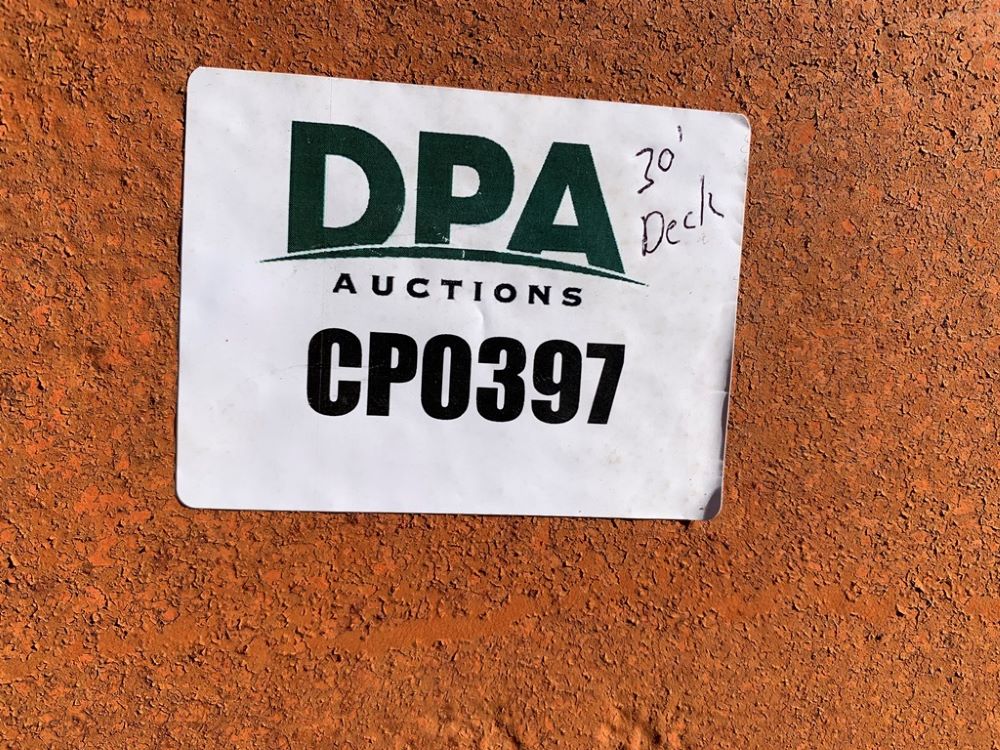 DPA
AUCTIONS
30'
Deck
CP0397